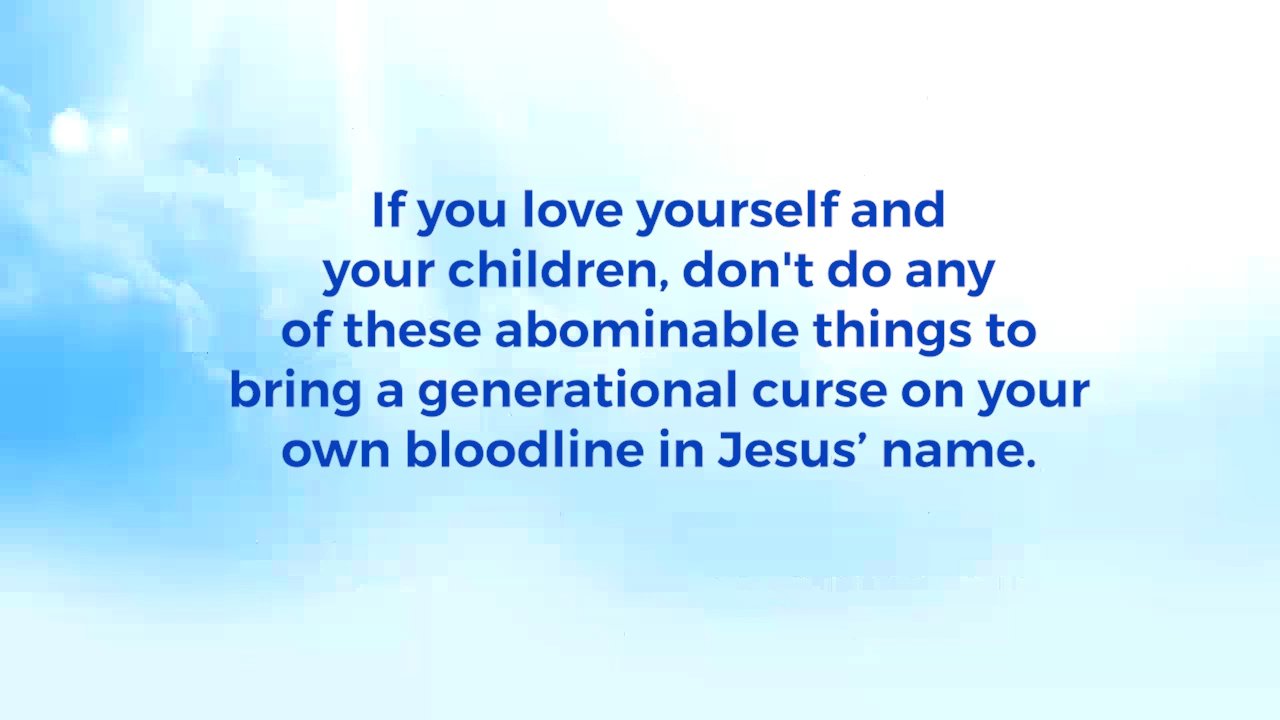 If you love yourself and
your children, don't do any
of these abominable things to
bring a generational curse on your
own bloodline in Jesus’ name.